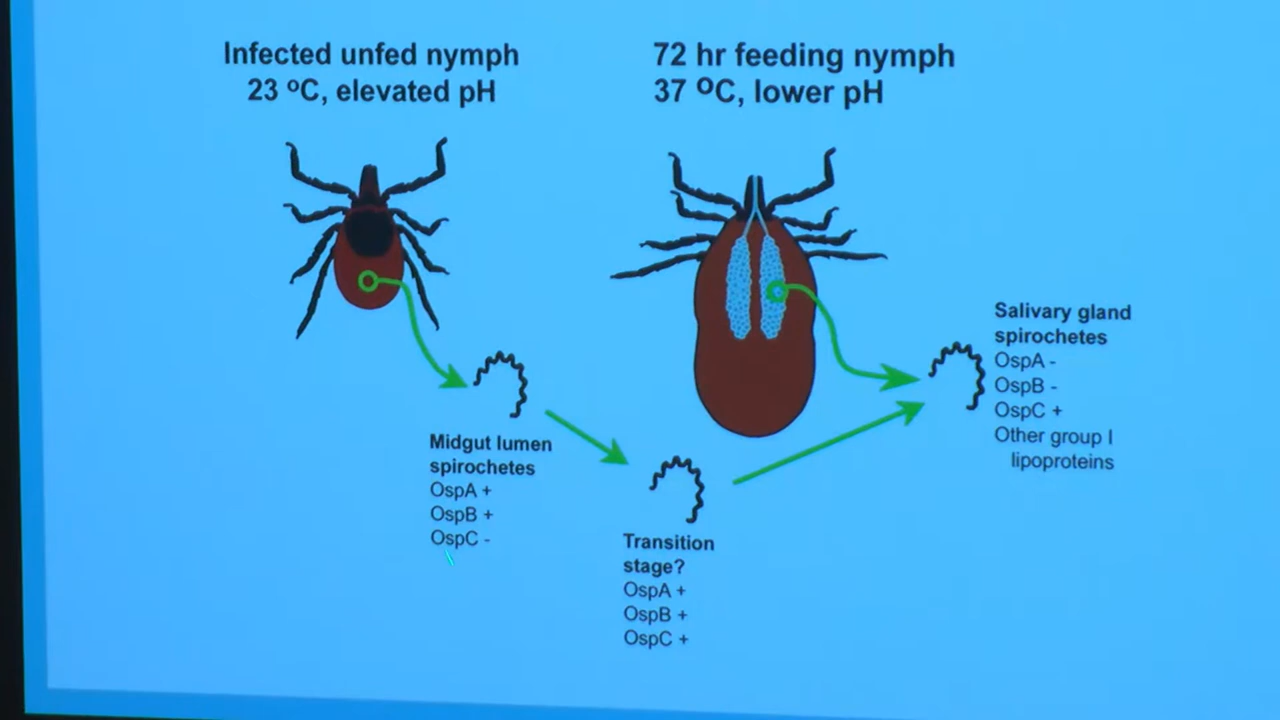 Infected unfed nymph
23 ºC, elevated pH
72 hr feeding nymph
37 ºC, lower pH
Midgut lumen
spirochetes
OspA +
OspB +
OspC -
Transition
stage?
OspA +
OspB +
OspC +
Salivary gland
spirochetes
OspA -
OspB -
OspC +
Other group I
lipoproteins